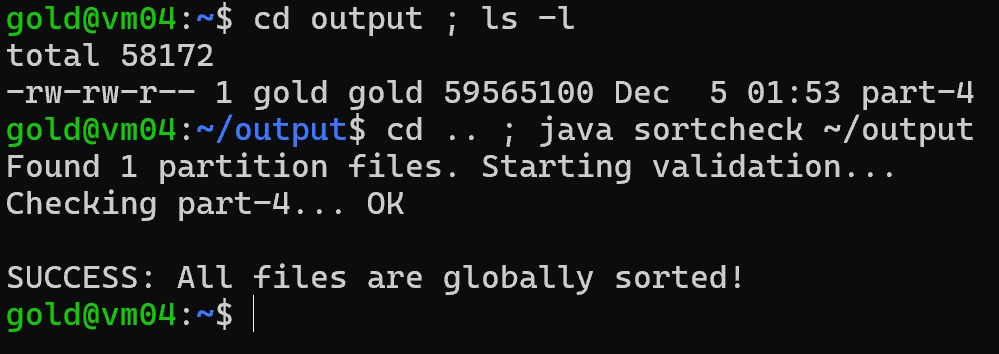 gold@vm04:~$ cd output ; ls -l
total 58172
-rw-rw-r-- 1 gold gold 59565100 Dec  5 01:53 part-4
gold@vm04:~/output$ cd .. ; java sortcheck ~/output
Found 1 partition files. Starting validation...
Checking part-4... OK

SUCCESS: All files are globally sorted!
gold@vm04:~$